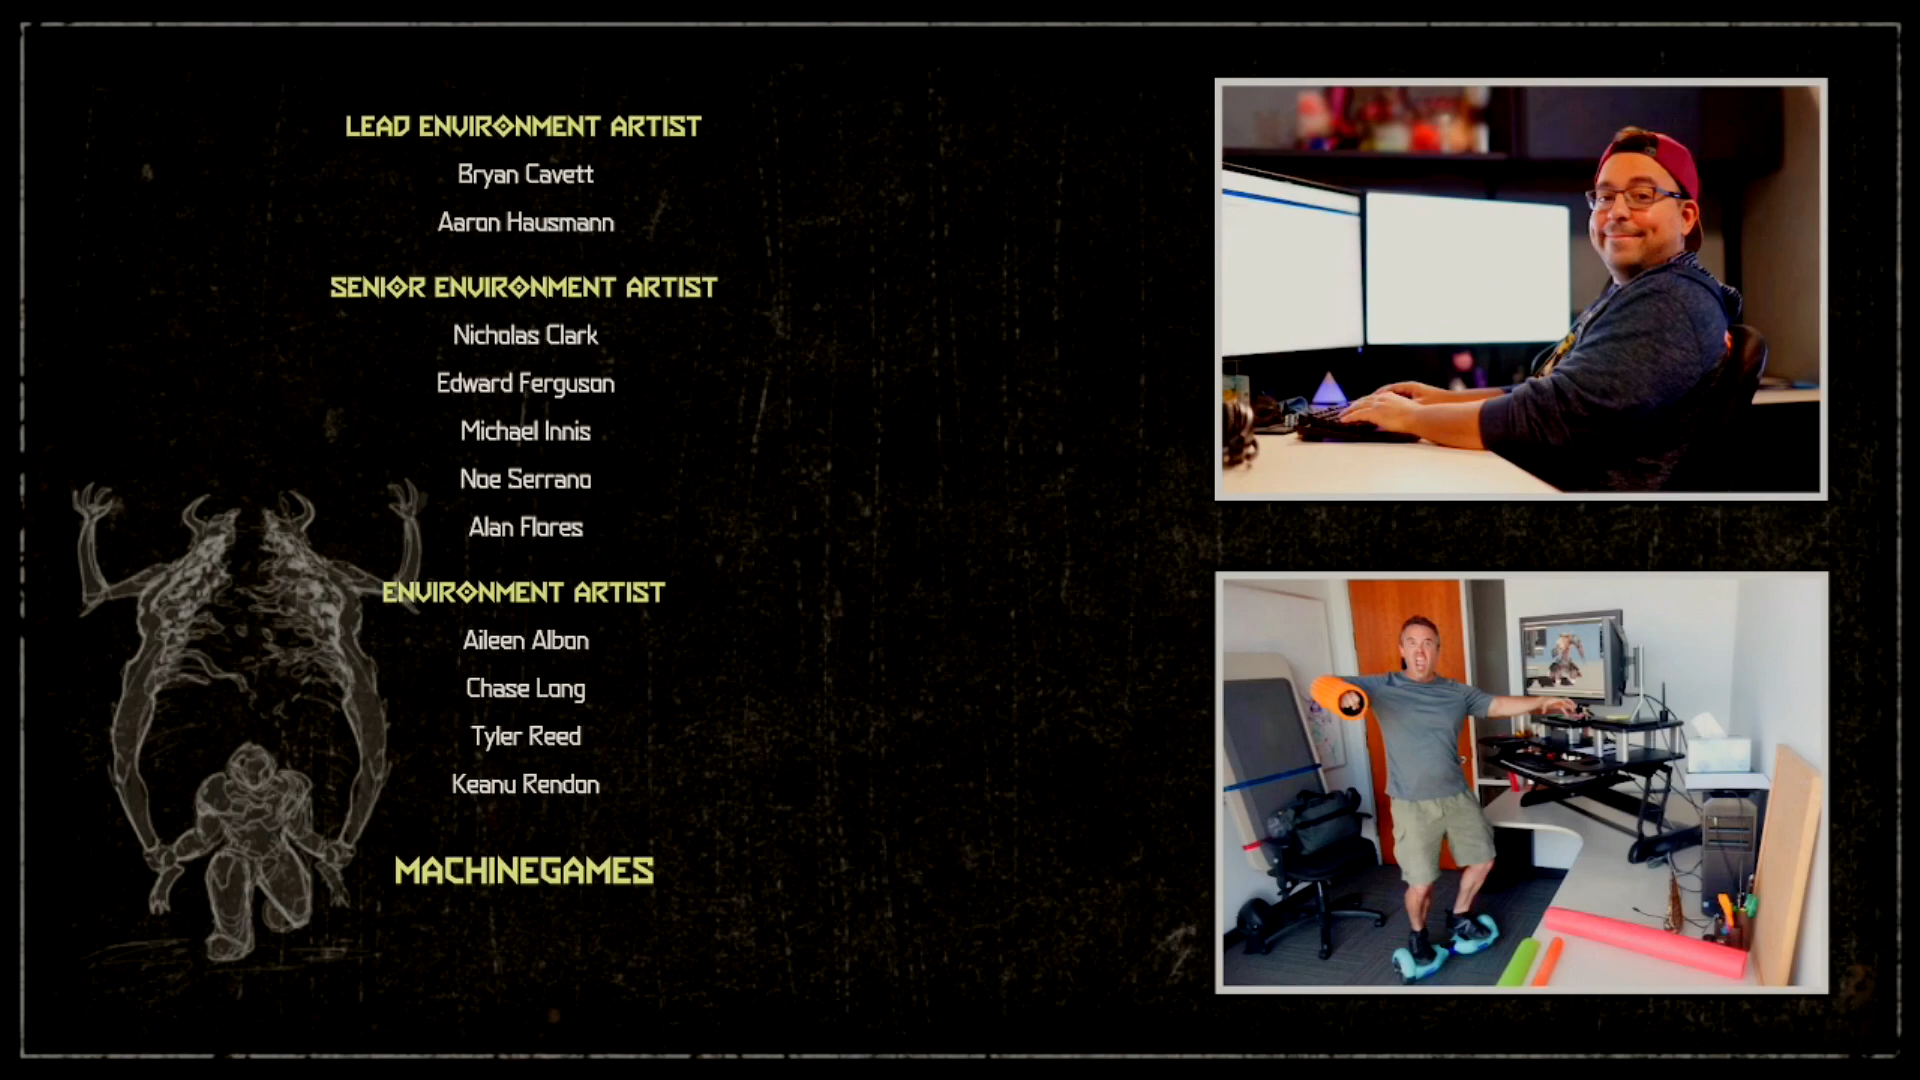 LEAD ENVIRONMENT ARTIST
Bryan Cavett
Aaron Hausmann
SENIOR ENVIRONMENT ARTIST
Nicholas Clark
Edward Ferguson
Michael Innis
Noe Serrano
Alan Flores
ENVIRONMENT ARTIST
Aileen Albon
Chase Long
Tyler Reed
Keanu Rendon
MACHINEGAMES